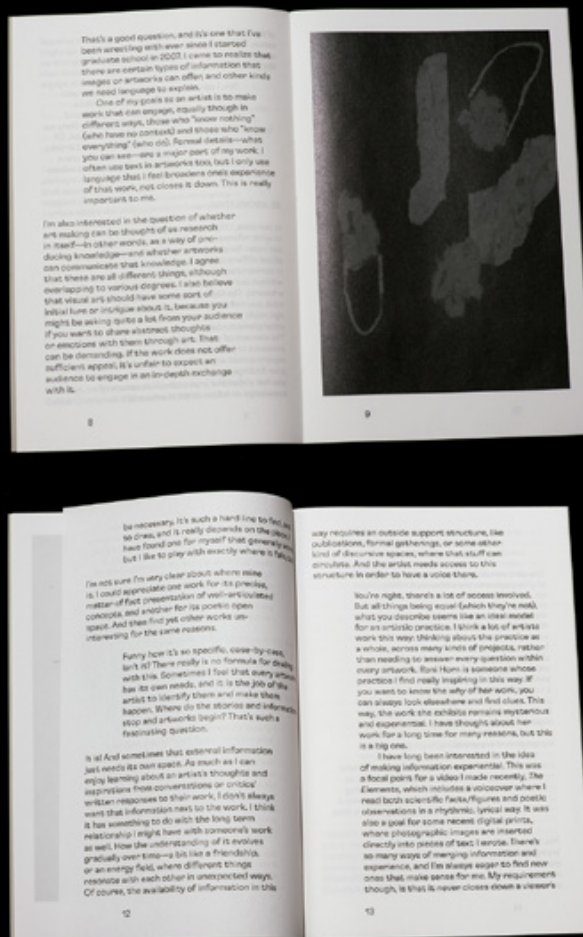 That's a good question, and it's one that I've
been wrestling with ever since I started
graduate school in 2007. I came to realize that
there are certain types of information that
images or artworks can offer, and other kinds
we need language to explain.
One of my goals as an artist is to make
work that can engage, equally though in
different ways, those who "know nothing"
(who have no context) and those who "know
everything" (who do). Formal details—what
you can see—are a major part of my work. I
often use text in artworks too, but I only use
language that I feel broadens one's experience
of that work, not closes it down. This is really
important to me.
I'm also interested in the question of whether
art making can be thought of as research
in itself—in other words, as a way of pro-
ducing knowledge—and whether artworks
can communicate that knowledge. I agree
that these are all different things, although
overlapping to various degrees. I also believe
that visual art should have some sort of
initial lure or intrigue about it, because you
might be asking quite a lot from your audience
if you want to share abstract thoughts
or emotions with them through art. That
can be demanding. If the work does not offer
sufficient appeal, it's unfair to expect an
audience to engage in an in-depth exchange
with it.
8
9
be necessary. It's such a hard line to find,
so draw, and it really depends on the
have found one for myself that generally
but I like to play with exactly where it
I'm not sure I'm very clear about where mine
is. I could appreciate one work for its precise,
matter-of-fact presentation of well-articulated
concepts, and another for its poetic open
space. And then find yet other works un-
interesting for the same reasons.
Funny how it's so specific, case-by-case,
isn't it? There really is no formula for dealing
with this. Sometimes I feel that every artwork
has its own needs, and it is the job of the
artist to identify them and make them
happen. Where do the stories and information
stop and artworks begin? That's such a
fascinating question.
It is! And sometimes that external information
just needs its own space. As much as I can
enjoy learning about an artist's thoughts and
inspirations from conversations or critics'
written responses to their work, I don't always
want that information next to the work. I think
it has something to do with the long term
relationship I might have with someone's work
as well. How the understanding of it evolves
gradually over time—a bit like a friendship,
or an energy field, where different things
resonate with each other in unexpected ways.
Of course, the availability of information in this
12
way requires an outside support structure, like
publications, formal gatherings, or some other
kind of discursive spaces, where that stuff can
circulate. And the artist needs access to this
structure in order to have a voice there.
You're right, there's a lot of access involved.
But all things being equal (which they're not),
what you describe seems like an ideal model
for an artistic practice. I think a lot of artists
work this way: thinking about the practice as
a whole, across many kinds of projects, rather
than needing to answer every question within
every artwork. Roni Horn is someone whose
practice I find really inspiring in this way. If
you want to know the why of her work, you
can always look elsewhere and find clues. This
way, the work she exhibits remains mysterious
and experiential. I have thought about her
work for a long time for many reasons, but this
is a big one.
I have long been interested in the idea
of making information experiential. This was
a focal point for a video I made recently, The
Elements, which includes a voiceover where I
read both scientific facts/figures and poetic
observations in a rhythmic, lyrical way. It was
also a goal for some recent digital prints,
where photographic images are inserted
directly into pieces of text I wrote. There's
so many ways of merging information and
experience, and I'm always eager to find new
ones that make sense for me. My requirement
though, is that it never closes down a viewer's
13